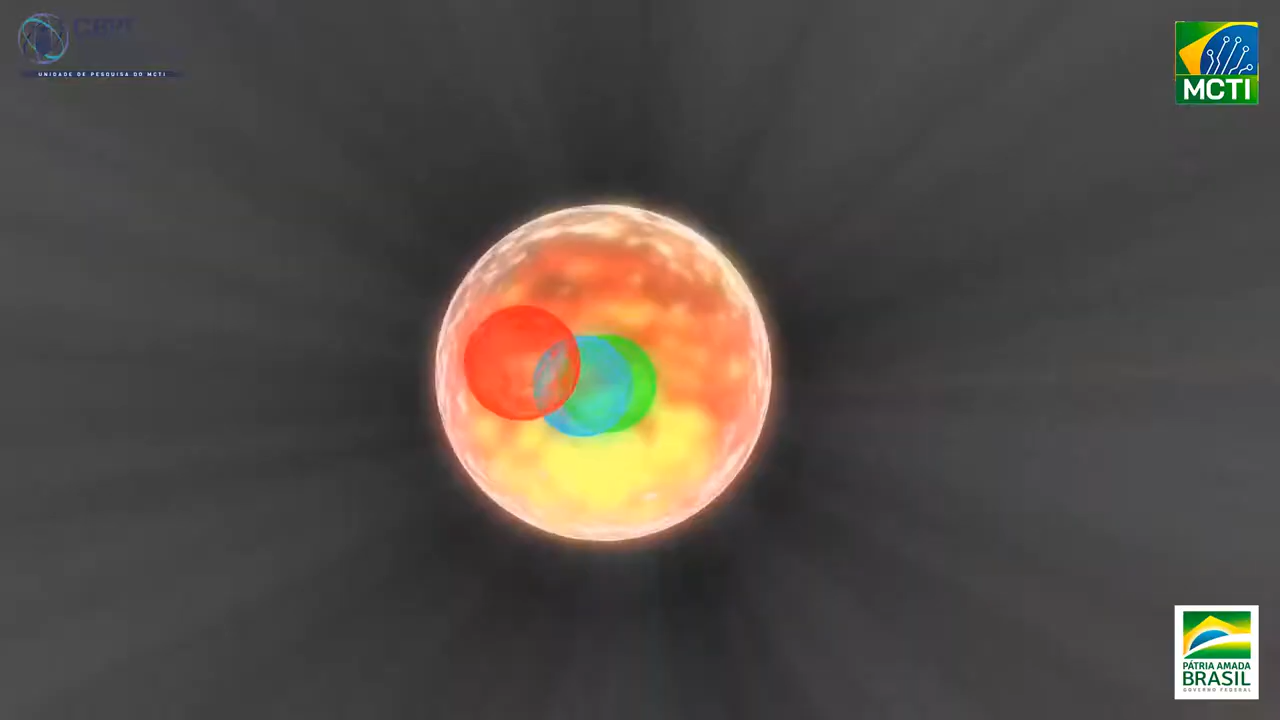 UNIDADE DE PESQUISA DO MCTI
MCTI
PÁTRIA AMADA
BRASIL
GOVERNO FEDERAL